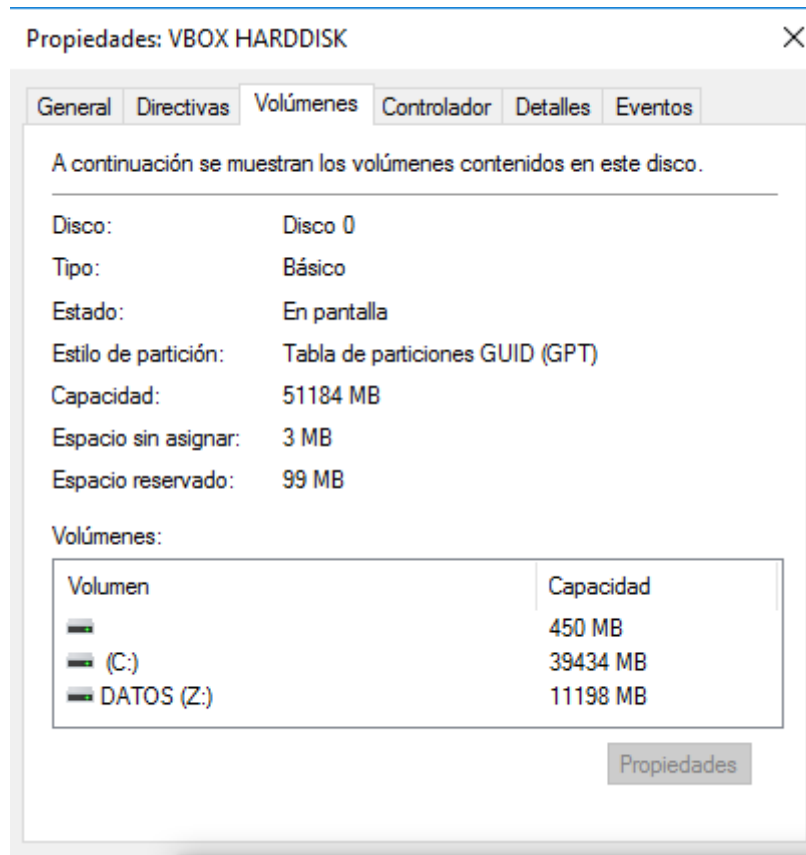 Propiedades: VBOX HARDDISK
General Directivas Volúmenes Controlador Detalles Eventos
A continuación se muestran los volúmenes contenidos en este disco.
Disco: Disco 0
Tipo: Básico
Estado: En pantalla
Estilo de partición: Tabla de particiones GUID (GPT)
Capacidad: 51184 MB
Espacio sin asignar: 3 MB
Espacio reservado: 99 MB
Volúmenes:
Volumen Capacidad
450 MB
(C:) 39434 MB
DATOS (Z:) 11198 MB
Propiedades